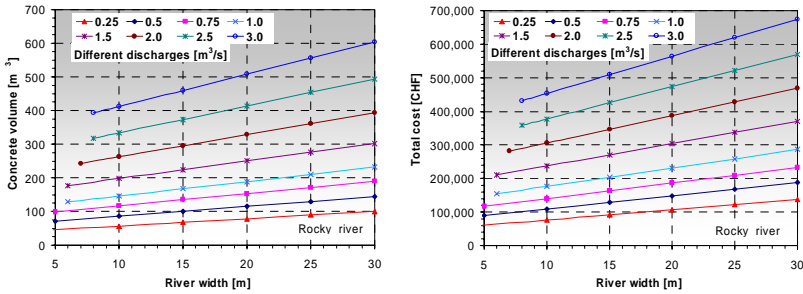 0.25 0.5 0.75 1.0
1.5 2.0 2.5 3.0
Different discharges [m³/s]
Concrete volume [m ³]
700
600
500
400
300
200
100
0
5 10 15 20 25 30
River width [m]
Rocky river
0.25 0.5 0.75 1.0
1.5 2.0 2.5 3.0
Different discharges [m³/s]
Total cost [CHF]
700,000
600,000
500,000
400,000
300,000
200,000
100,000
0
5 10 15 20 25 30
River width [m]
Rocky river